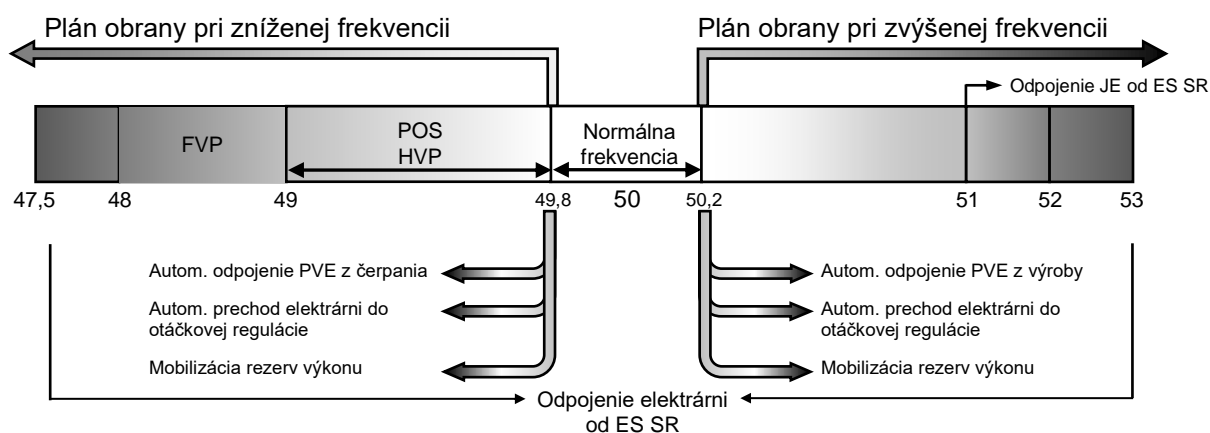 Plán obrany pri zníženej frekvencii
Plán obrany pri zvýšenej frekvencii
Odpojenie JE od ES SR
FVP
POS
HVP
Normálna
frekvencia
47,5
48
49
49,8
50
50,2
51
52
53
Autom. odpojenie PVE z čerpania
Autom. prechod elektrárni do
otáčkovej regulácie
Mobilizácia rezerv výkonu
Autom. odpojenie PVE z výroby
Autom. prechod elektrárni do
otáčkovej regulácie
Mobilizácia rezerv výkonu
Odpojenie elektrárni
od ES SR